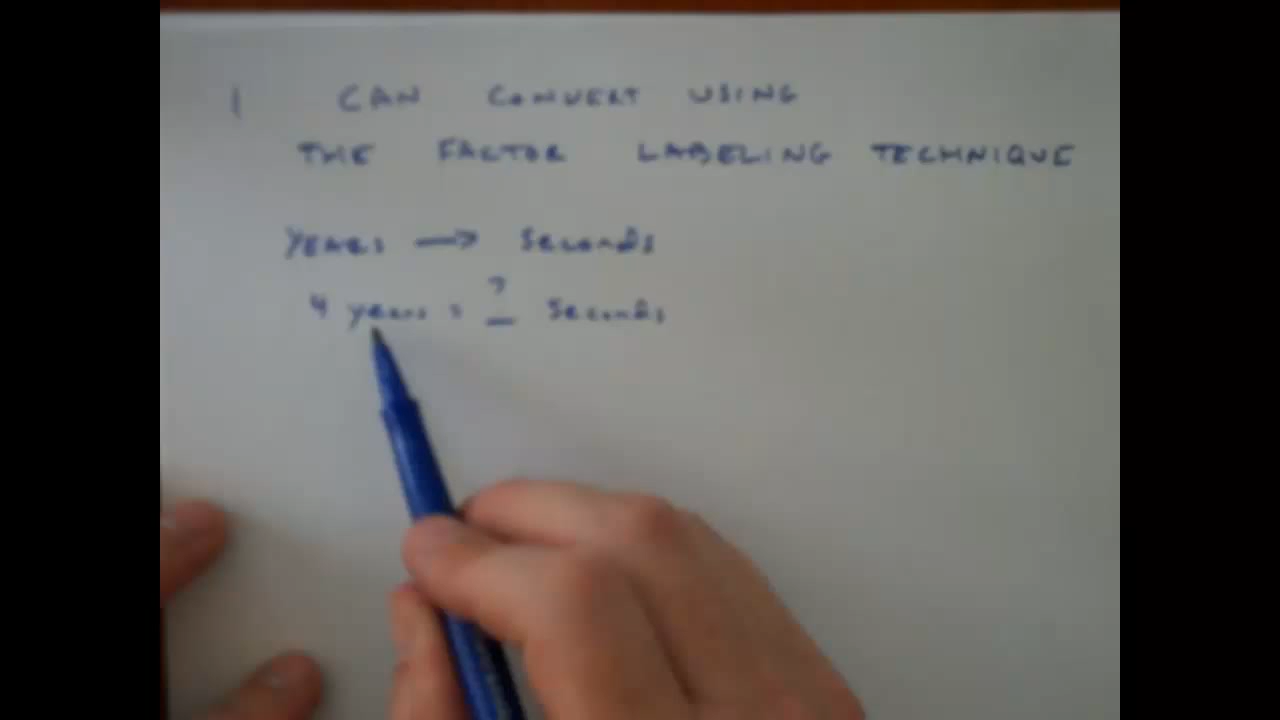 I CAN CONVERT USING
THE FACTOR LABELING TECHNIQUE
YEARS → Seconds
4 years = ? Seconds